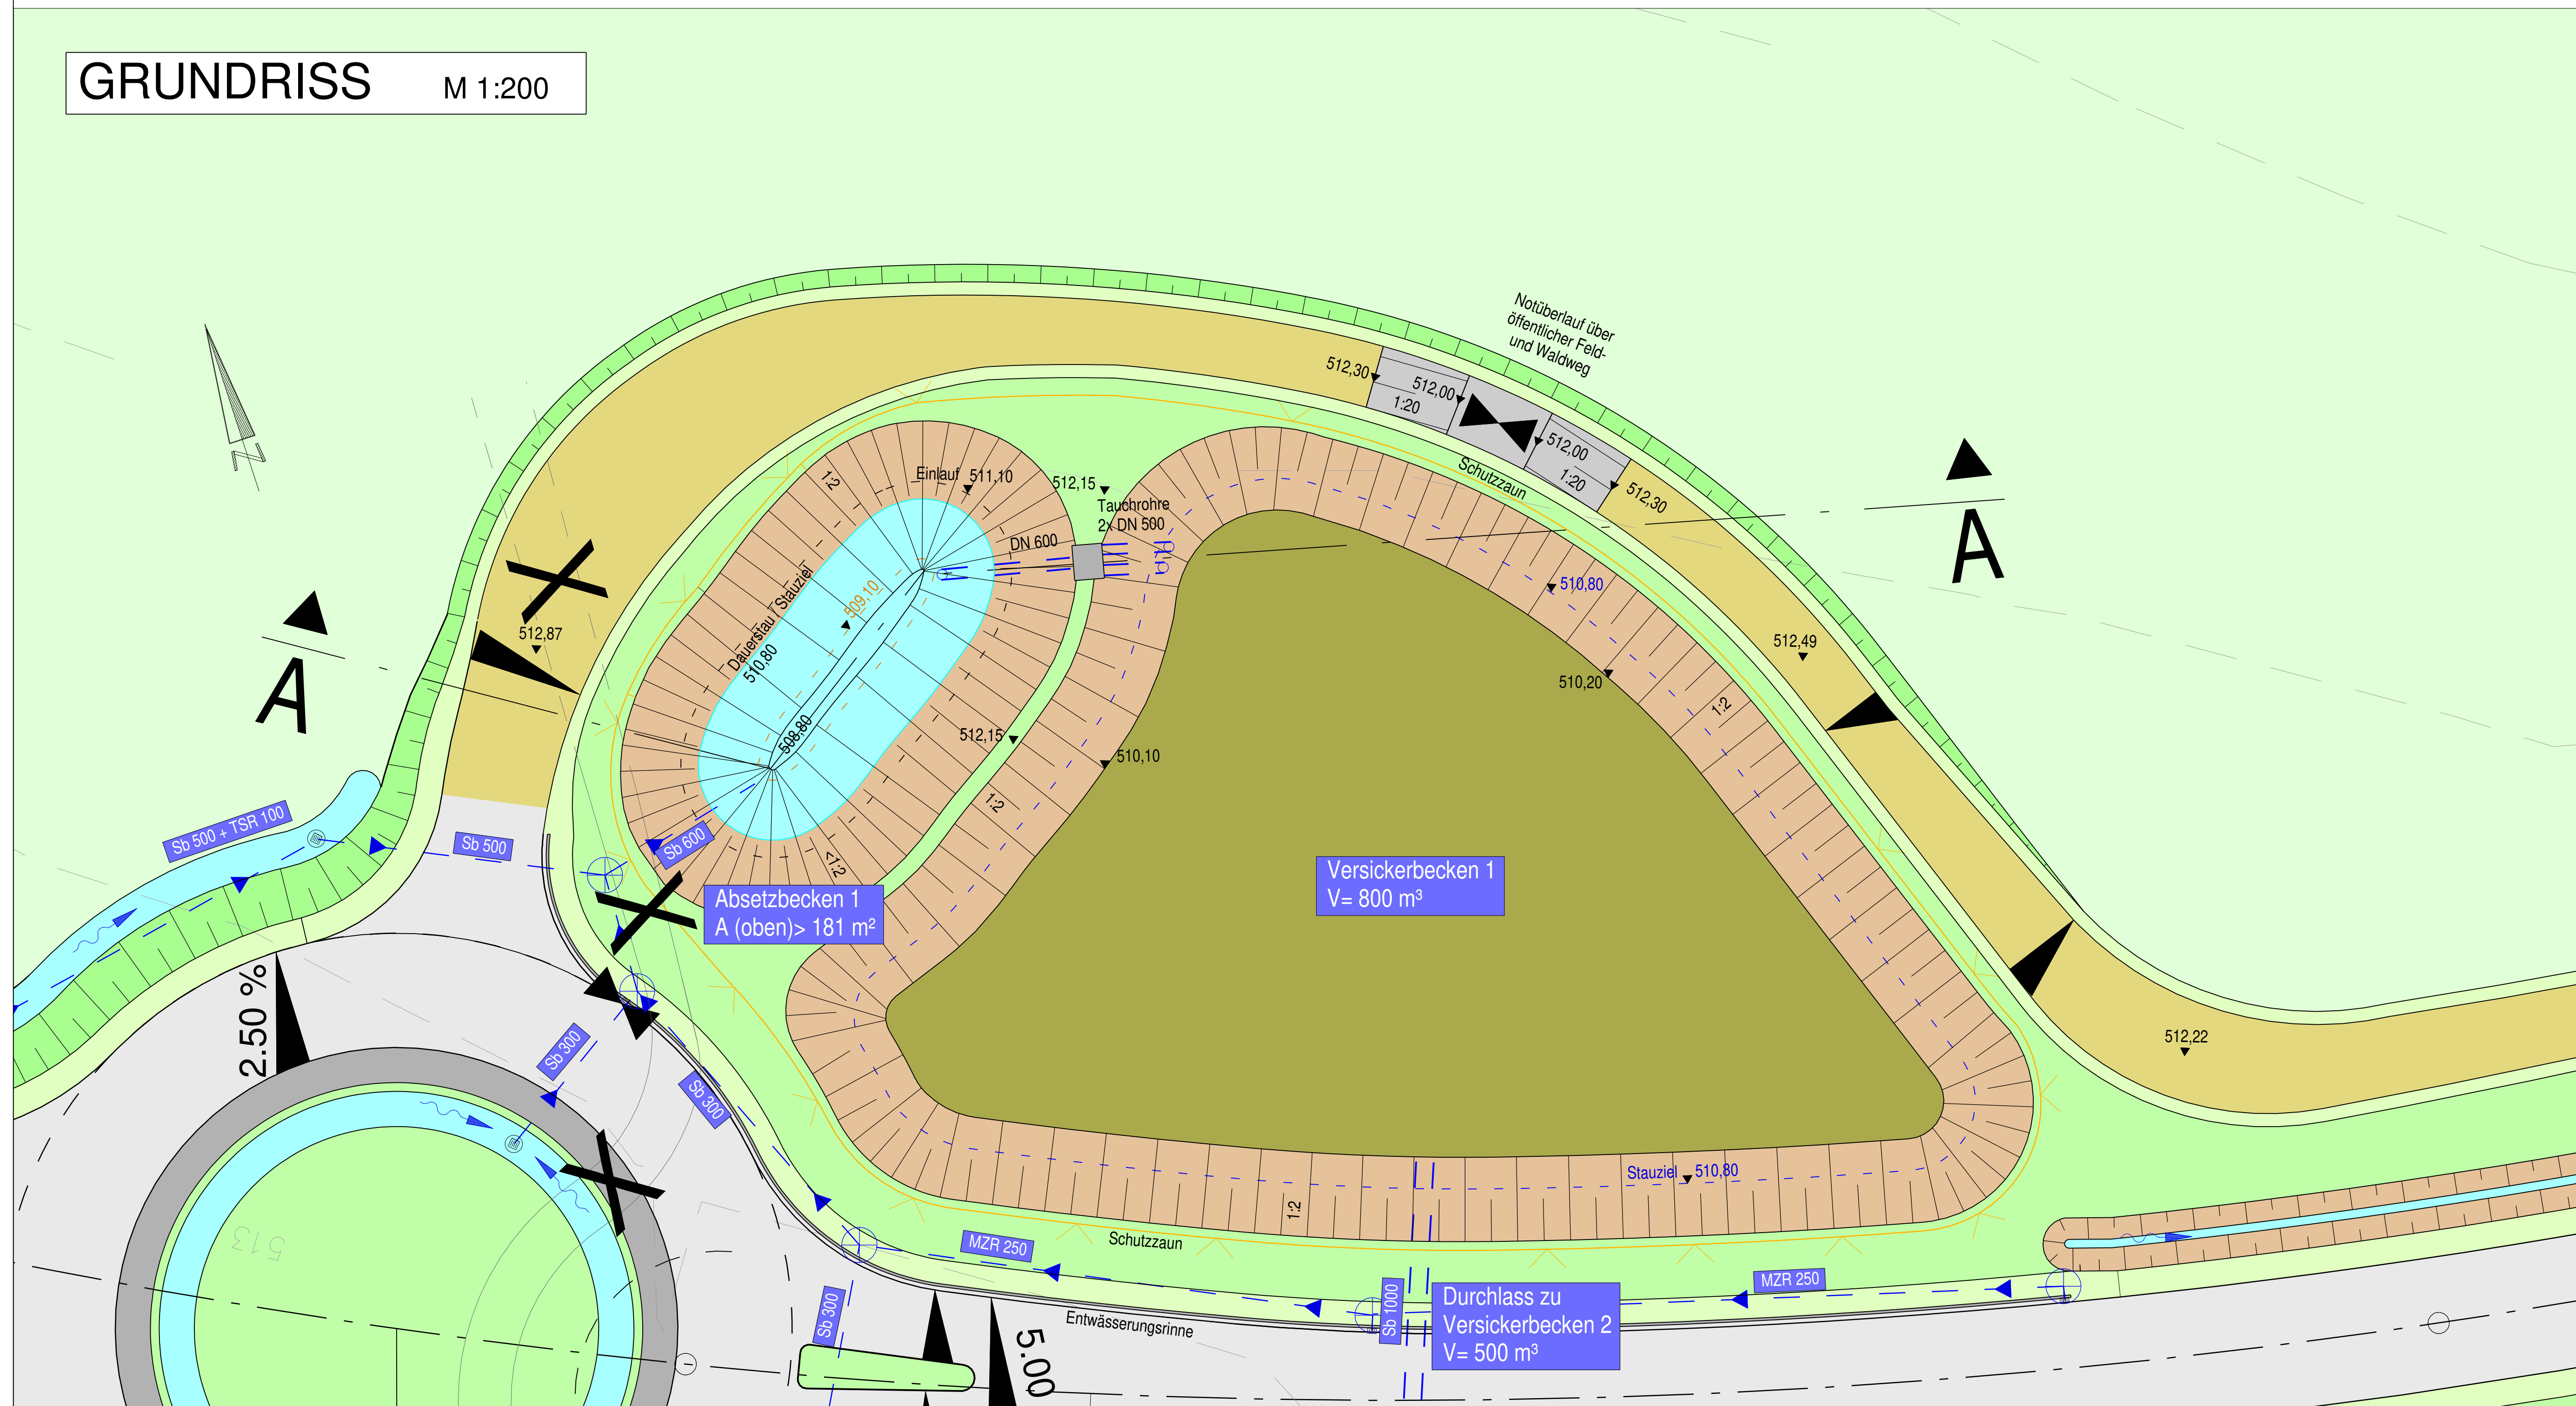 GRUNDRISS M 1:200
Notüberlauf über
öffentlicher Feld-
und Waldweg
512,30
512,00
1:20
512,00
1:20
512,30
Schutzzaun
N
A
A
1:2
Einlauf 511,10
512,15
Tauchrohre
2x DN 500
DN 600
Dauerstau / Stauziel
510,80
509,10
508,80
512,87
510,80
510,20
512,49
1:2
512,15
510,10
1:2
<1:2
Sb 500 + TSR 100
Sb 500
Sb 600
Absetzbecken 1
A (oben)> 181 m²
Versickerbecken 1
V= 800 m³
2.50 %
Sb 300
Sb 300
512,22
Stauziel 510,80
1:2
513
Schutzzaun
MZR 250
MZR 250
Sb 300
Sb 1000
Entwässerungsrinne
Durchlass zu
Versickerbecken 2
V= 500 m³
5.00